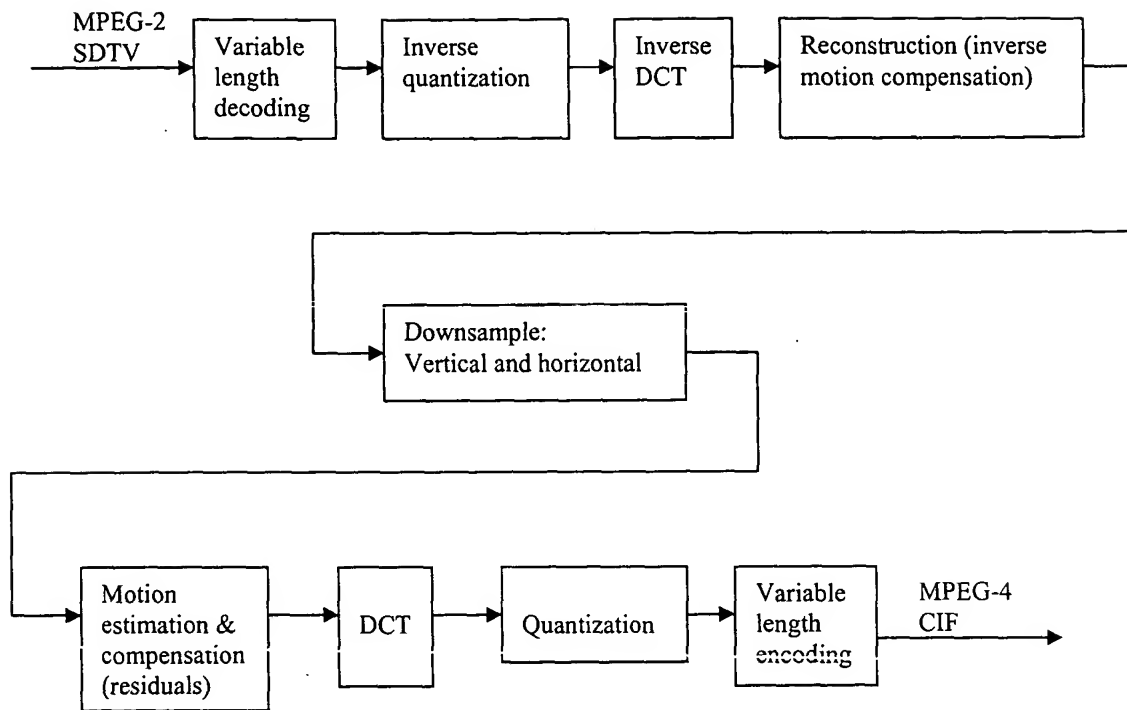 MPEG-2
SDTV
Variable
length
decoding
Inverse
quantization
Inverse
DCT
Reconstruction (inverse
motion compensation)
Downsample:
Vertical and horizontal
Motion
estimation &
compensation
(residuals)
DCT
Quantization
Variable
length
encoding
MPEG-4
CIF